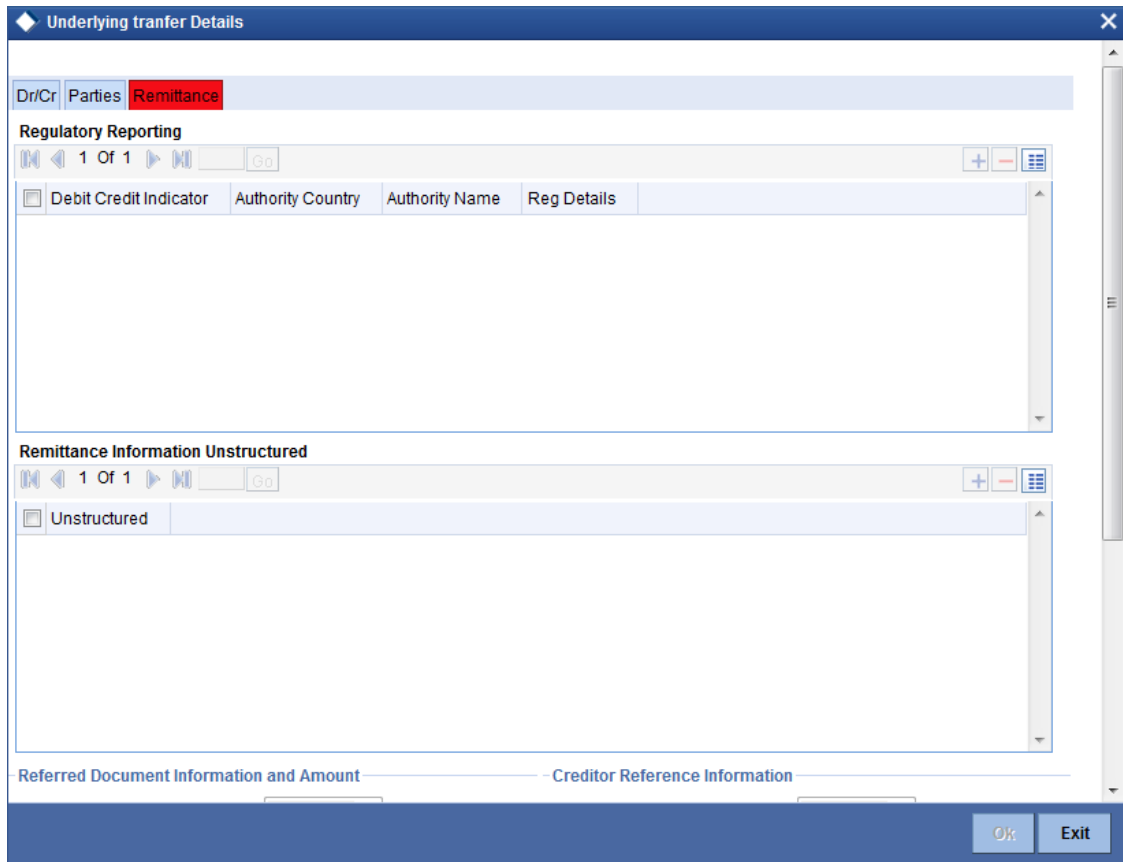 Underlying tranfer Details
Dr/Cr Parties Remittance
Regulatory Reporting
1 Of 1 Go
Debit Credit Indicator Authority Country Authority Name Reg Details
Remittance Information Unstructured
1 Of 1 Go
Unstructured
Referred Document Information and Amount Creditor Reference Information
Ok Exit